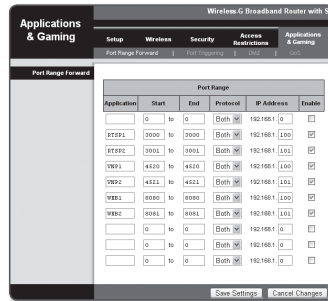 Wireless-G Broadband Router with S
Applications & Gaming
Setup Wireless Security Access Restrictions Applications & Gaming
Port Range Forward | Port Triggering | DMZ | QoS
Port Range Forward
Port Range
Application Start End Protocol IP Address Enable
0 to 0 Both 192.168.1. 0
RTSP1 3000 to 3000 Both 192.168.1. 100
RTSP2 3001 to 3001 Both 192.168.1. 101
VNP1 4520 to 4520 Both 192.168.1. 100
VNP2 4521 to 4521 Both 192.168.1. 101
WEB1 8080 to 8080 Both 192.168.1. 100
WEB2 8081 to 8081 Both 192.168.1. 101
0 to 0 Both 192.168.1. 0
0 to 0 Both 192.168.1. 0
0 to 0 Both 192.168.1. 0
Save Settings Cancel Changes